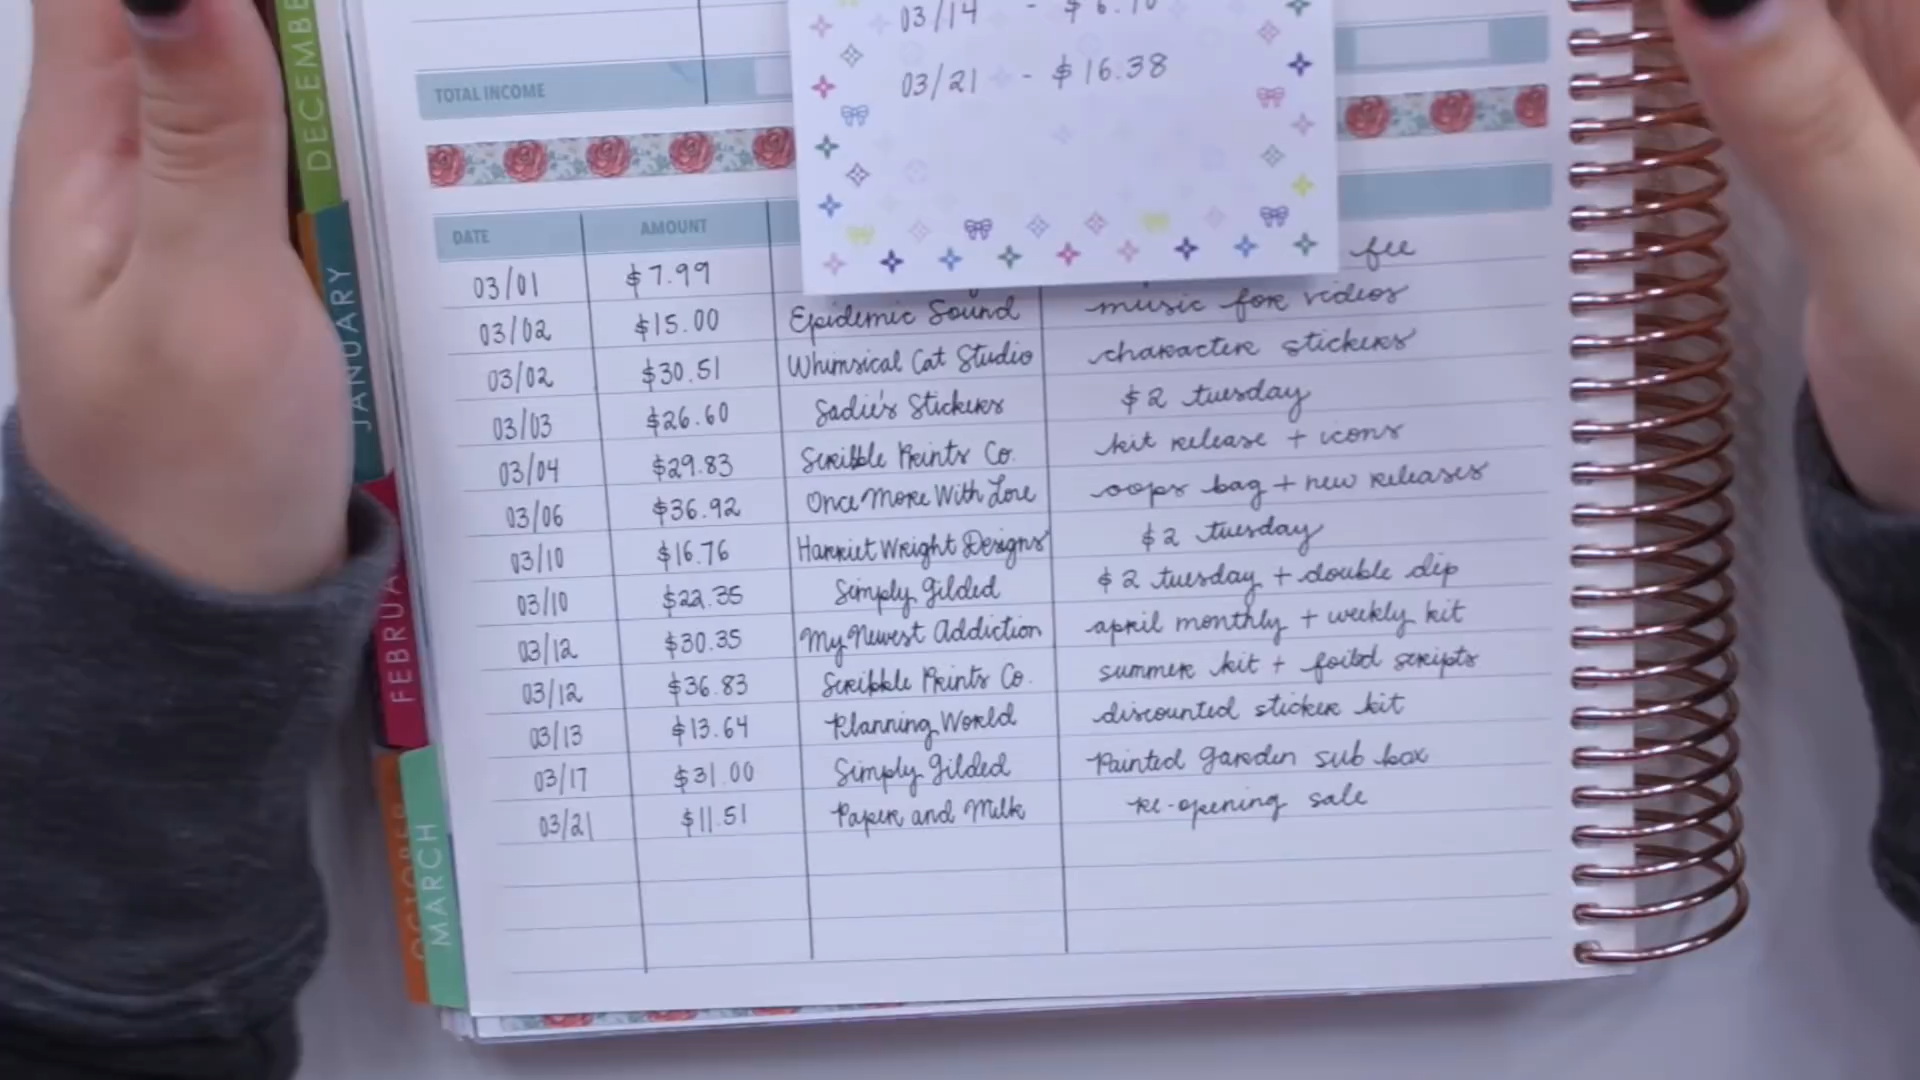 03/14 - $6.10
03/21 - $16.38
TOTAL INCOME
DATE AMOUNT
03/01 $7.99 fee
03/02 $15.00 Epidemic Sound music for videos
03/02 $30.51 Whimsical Cat Studio character stickers
03/03 $26.60 Sadie's Stickers $2 tuesday
03/04 $29.83 Scribble Prints Co. kit release + icons
03/06 $36.92 Once More With Love oops bag + new releases
03/10 $16.76 Harriet Wright Designs $2 tuesday
03/10 $22.35 Simply Gilded $2 tuesday + double dip
03/12 $30.35 My Newest Addiction april monthly + weekly kit
03/12 $36.83 Scribble Prints Co. summer kit + foiled scripts
03/13 $13.64 Planning World discounted sticker kit
03/17 $31.00 Simply Gilded Painted Garden sub box
03/21 $11.51 Paper and Milk re-opening sale
DECEMBE
JANUARY
FEBRUA
OCTOBER
MARCH